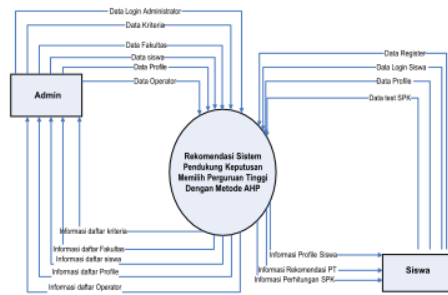 Data Login Administrator
Data Kriteria
Data Fakultas
Data siswa
Data Profile
Data Operator
Admin
Data Register
Data Login Siswa
Data Profile
Data test SPK
Rekomendasi Sistem
Pendukung Keputusan
Memilih Perguruan Tinggi
Dengan Metode AHP
Informasi daftar kriteria
Informasi daftar Fakultas
Informasi daftar siswa
Informasi daftar Profile
Informasi daftar Operator
Informasi Profile Siswa
Informasi Rekomendasi PT
Informasi Perhilungan SPK
Siswa